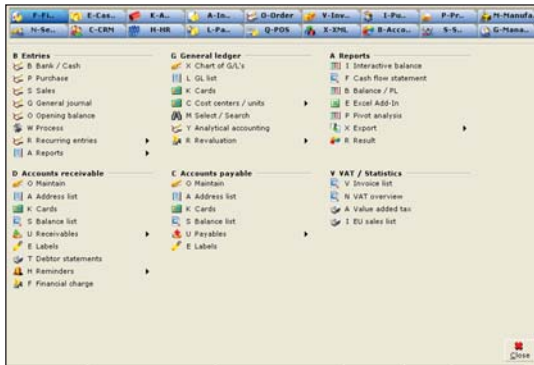 F-Fi... E-Cas... K-A... A-In... O-Order V-Inv... I-Pu... P-Pr... M-Manufa
N-Se... C-CRM H-HR L-Pa... Q-POS X-XML B-Acco... S-S... G-Mana...
B Entries
B Bank / Cash
P Purchase
S Sales
G General journal
O Opening balance
W Process
R Recurring entries
A Reports
G General ledger
X Chart of G/L's
L GL list
K Cards
C Cost centers / units
M Select / Search
Y Analytical accounting
R Revaluation
A Reports
I Interactive balance
F Cash flow statement
B Balance / PL
E Excel Add-In
P Pivot analysis
X Export
R Result
D Accounts receivable
O Maintain
A Address list
K Cards
S Balance list
U Receivables
E Labels
T Debtor statements
H Reminders
F Financial charge
C Accounts payable
O Maintain
A Address list
K Cards
S Balance list
U Payables
E Labels
V VAT / Statistics
V Invoice list
N VAT overview
A Value added tax
I EU sales list
Close